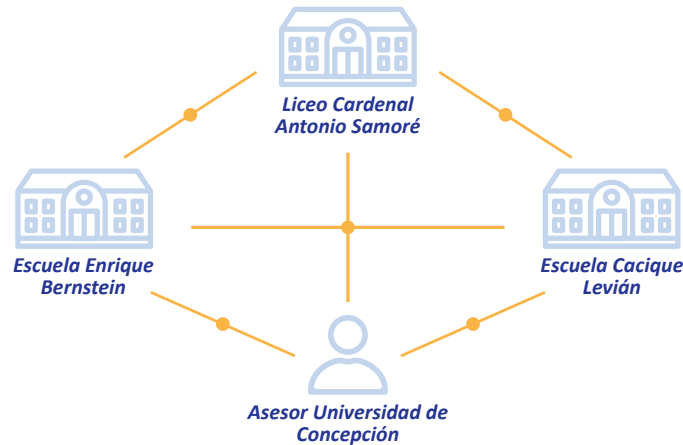 Liceo Cardenal
Antonio Samoré
Escuela Enrique
Bernstein
Escuela Cacique
Levián
Asesor Universidad de
Concepción